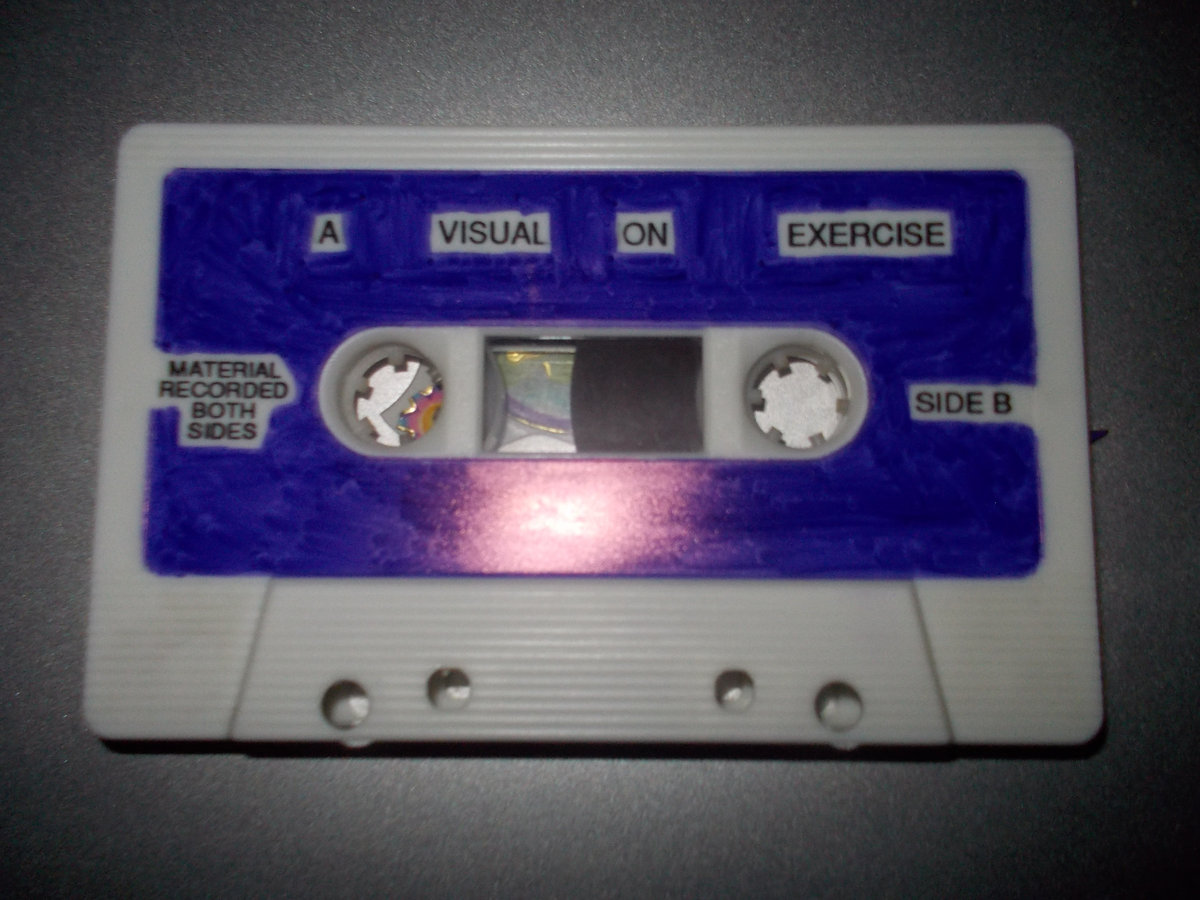 A VISUAL ON EXERCISE
MATERIAL
RECORDED
BOTH
SIDES
SIDE B